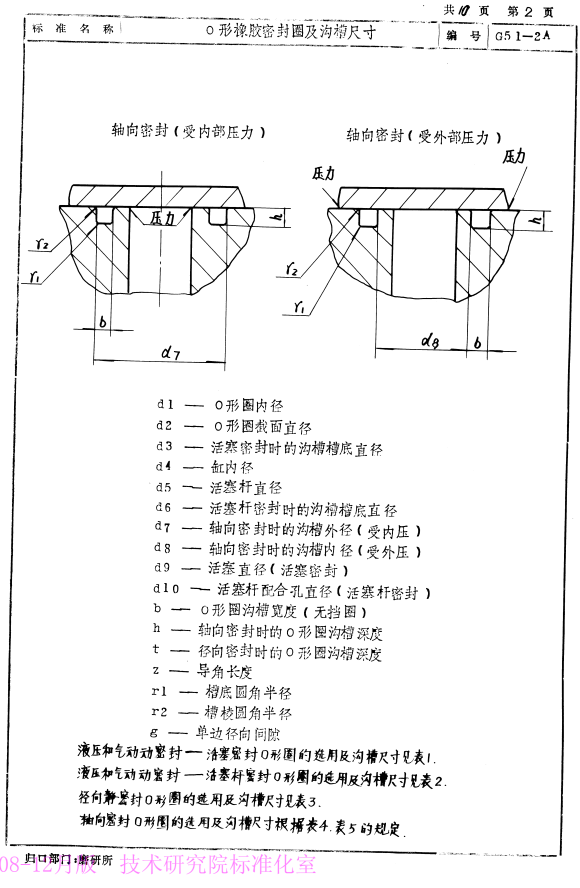 共10页 第2页
标准名称 O形橡胶密封圈及沟槽尺寸 编号 G51-2A
轴向密封(受内部压力) 轴向密封(受外部压力)
压力 压力
压力 h h
r2 r2
r1 r1
b b
d7 d8
d1 — O形圈内径
d2 — O形圈截面直径
d3 — 活塞密封时的沟槽槽底直径
d4 — 缸内径
d5 — 活塞杆直径
d6 — 活塞杆密封时的沟槽槽底直径
d7 — 轴向密封时的沟槽外径(受内压)
d8 — 轴向密封时的沟槽内径(受外压)
d9 — 活塞直径(活塞密封)
d10 — 活塞杆配合孔直径(活塞杆密封)
b — O形圈沟槽宽度(无挡圈)
h — 轴向密封时的O形圈沟槽深度
t — 径向密封时的O形圈沟槽深度
z — 导角长度
r1 — 槽底圆角半径
r2 — 槽棱圆角半径
g — 单边径向间隙
液压和气动动密封—活塞密封O形圈的选用及沟槽尺寸见表1.
液压和气动动密封—活塞杆密封O形圈的选用及沟槽尺寸见表2.
径向静密封O形圈的选用及沟槽尺寸见表3.
轴向密封O形圈的选用及沟槽尺寸根据表4.表5的规定.
归口部门:磨研所
08-12月版 技术研究院标准化室